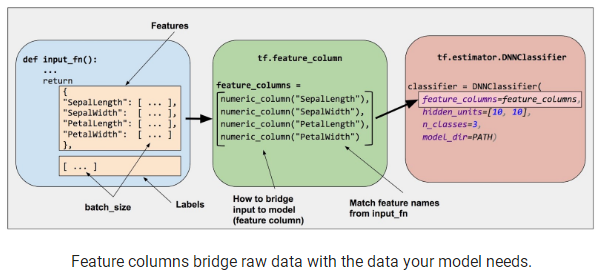 Features
def input_fn():
...
return
{
"SepalLength": [ ... ],
"SepalWidth": [ ... ],
"PetalLength": [ ... ],
"PetalWidth": [ ... ]
},
[ ... ]
batch_size
Labels
tf.feature_column
feature_columns =
numeric_column("SepalLength"),
numeric_column("SepalWidth"),
numeric_column("PetalLength"),
numeric_column("PetalWidth")
How to bridge
input to model
(feature column)
Match feature names
from input_fn
tf.estimator.DNNClassifier
classifier = DNNClassifier(
feature_columns=feature_columns,
hidden_units=[10, 10],
n_classes=3,
model_dir=PATH)
Feature columns bridge raw data with the data your model needs.